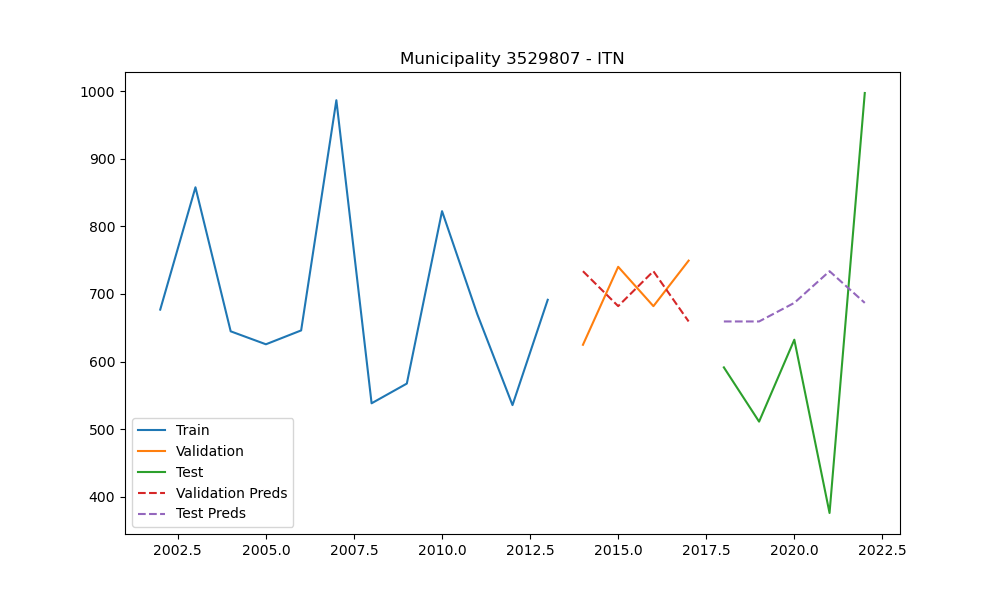 Municipality 3529807 - ITN
1000
900
800
700
600
500
400
Train
Validation
Test
Validation Preds
Test Preds
2002.5 2005.0 2007.5 2010.0 2012.5 2015.0 2017.5 2020.0 2022.5